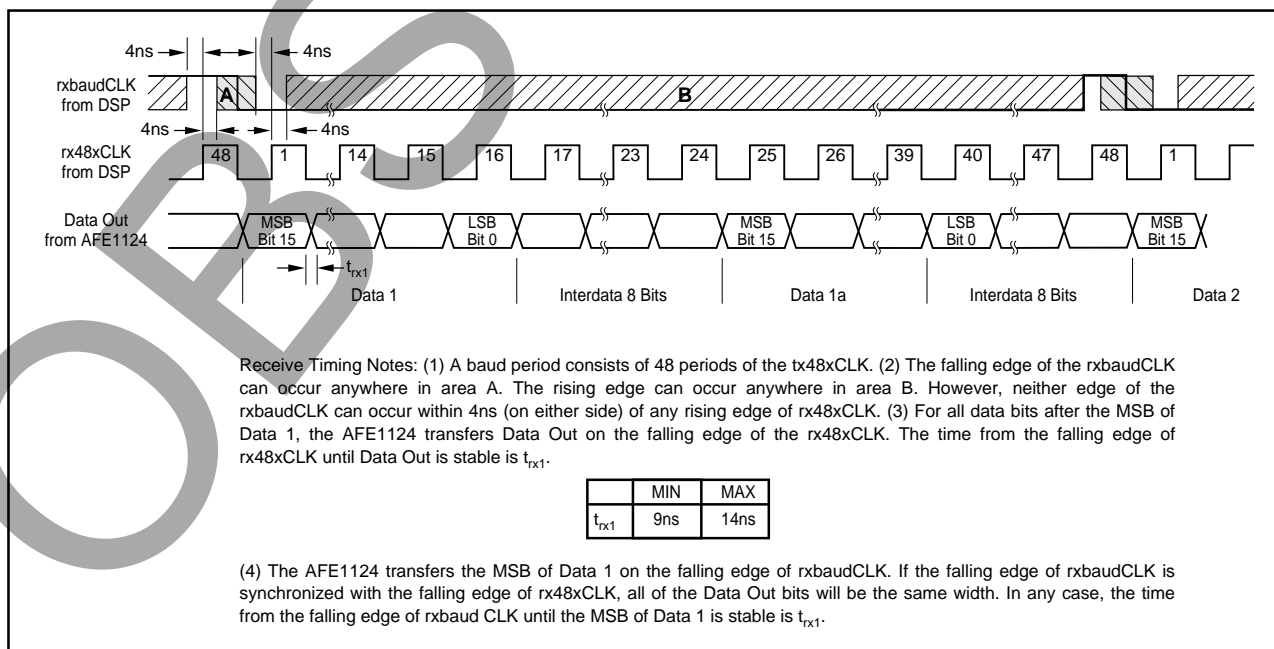 4ns 4ns
rxbaudCLK
from DSP
A B
4ns 4ns
rx48xCLK
from DSP
48 1 14 15 16 17 23 24 25 26 39 40 47 48 1
Data Out
from AFE1124
MSB
Bit 15
LSB
Bit 0
MSB
Bit 15
LSB
Bit 0
MSB
Bit 15
trx1
Data 1 Interdata 8 Bits Data 1a Interdata 8 Bits Data 2
Receive Timing Notes: (1) A baud period consists of 48 periods of the tx48xCLK. (2) The falling edge of the rxbaudCLK
can occur anywhere in area A. The rising edge can occur anywhere in area B. However, neither edge of the
rxbaudCLK can occur within 4ns (on either side) of any rising edge of rx48xCLK. (3) For all data bits after the MSB of
Data 1, the AFE1124 transfers Data Out on the falling edge of the rx48xCLK. The time from the falling edge of
rx48xCLK until Data Out is stable is trx1.
MIN MAX
trx1 9ns 14ns
(4) The AFE1124 transfers the MSB of Data 1 on the falling edge of rxbaudCLK. If the falling edge of rxbaudCLK is
synchronized with the falling edge of rx48xCLK, all of the Data Out bits will be the same width. In any case, the time
from the falling edge of rxbaud CLK until the MSB of Data 1 is stable is trx1.
OBS